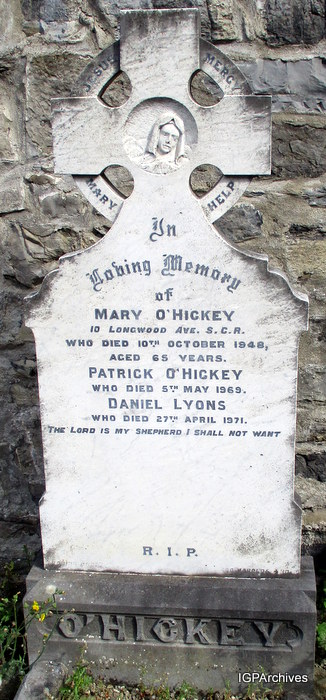 JESUS MERCY
MARY HELP
In
Loving Memory
of
MARY O'HICKEY
10 LONGWOOD AVE. S.C.R.
WHO DIED 10TH OCTOBER 1948,
AGED 65 YEARS.
PATRICK O'HICKEY
WHO DIED 5TH MAY 1969.
DANIEL LYONS
WHO DIED 27TH APRIL 1971.
THE LORD IS MY SHEPHERD I SHALL NOT WANT
R. I. P.
O'HICKEY
IGPArchives